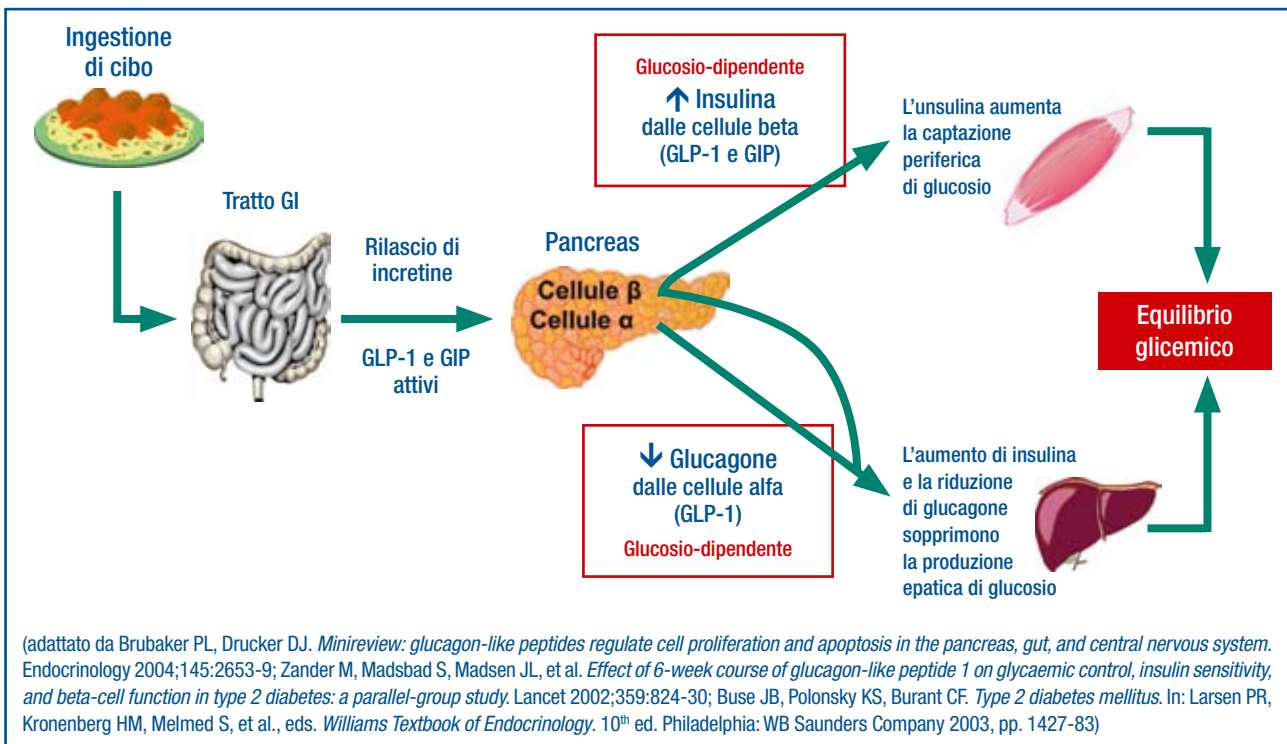 Ingestione
di cibo
Tratto GI
Rilascio di
incretine
GLP-1 e GIP
attivi
Pancreas
Cellule β
Cellule α
Glucosio-dipendente
↑ Insulina
dalle cellule beta
(GLP-1 e GIP)
↓ Glucagone
dalle cellule alfa
(GLP-1)
Glucosio-dipendente
L’unsulina aumenta
la captazione
periferica
di glucosio
L’aumento di insulina
e la riduzione
di glucagone
sopprimono
la produzione
epatica di glucosio
Equilibrio
glicemico
(adattato da Brubaker PL, Drucker DJ. Minireview: glucagon-like peptides regulate cell proliferation and apoptosis in the pancreas, gut, and central nervous system.
Endocrinology 2004;145:2653-9; Zander M, Madsbad S, Madsen JL, et al. Effect of 6-week course of glucagon-like peptide 1 on glycaemic control, insulin sensitivity,
and beta-cell function in type 2 diabetes: a parallel-group study. Lancet 2002;359:824-30; Buse JB, Polonsky KS, Burant CF. Type 2 diabetes mellitus. In: Larsen PR,
Kronenberg HM, Melmed S, et al., eds. Williams Textbook of Endocrinology. 10th ed. Philadelphia: WB Saunders Company 2003, pp. 1427-83)